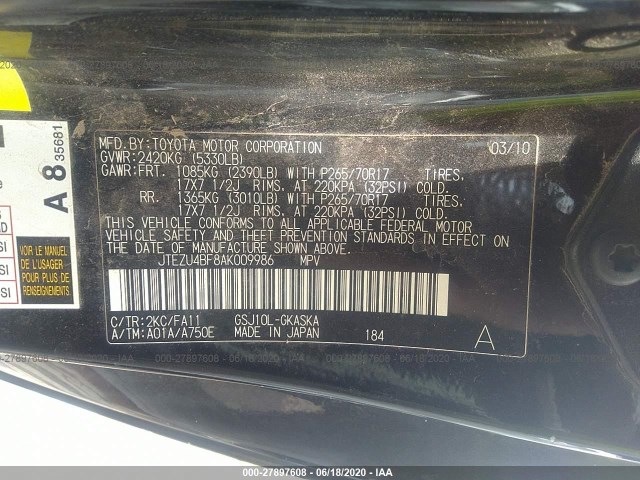 A 8 35681
LE MANUEL
DE L'USAGER
POUR PLUS DE
RENSEIGNEMENTS
MFD. BY: TOYOTA MOTOR CORPORATION 03/10
GVWR: 2420KG (5330LB)
GAWR: FRT. 1085KG (2390LB) WITH P265/70R17 TIRES,
17X7 1/2J RIMS, AT 220KPA (32PSI) COLD.
RR. 1365KG (3010LB) WITH P265/70R17 TIRES,
17X7 1/2J RIMS, AT 220KPA (32PSI) COLD.
THIS VEHICLE CONFORMS TO ALL APPLICABLE FEDERAL MOTOR
VEHICLE SAFETY AND THEFT PREVENTION STANDARDS IN EFFECT
ON THE DATE OF MANUFACTURE SHOWN ABOVE.
JTEZU4BF8AK009986 MPV
C/TR: 2KC/FA11 GSJ10L-GKASKA
A/TM: A01A/A750E MADE IN JAPAN 184 A
000-27897608 - 06/18/2020 - IAA